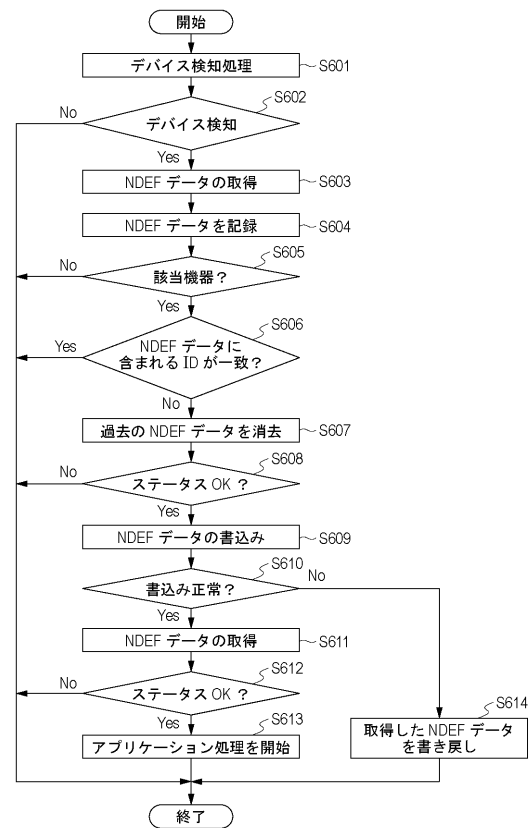 開始
デバイス検知処理 S601
S602
No
デバイス検知
Yes
NDEF データの取得 S603
NDEF データを記録 S604
S605
No
該当機器？
Yes
S606
Yes
NDEF データに
含まれる ID が一致？
No
過去の NDEF データを消去 S607
S608
No
ステータス OK ？
Yes
NDEF データの書込み S609
S610
書込み正常？
No
Yes
NDEF データの取得 S611
S612
No
ステータス OK ？
Yes
S613
アプリケーション処理を開始
S614
取得した NDEF データ
を書き戻し
終了